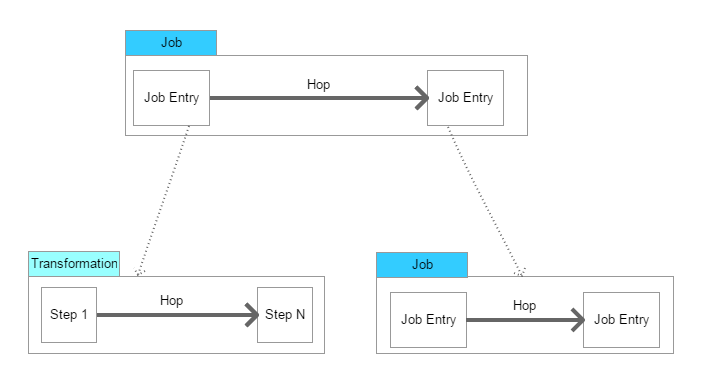 Job
Hop
Job Entry
Job Entry
Transformation
Hop
Step 1
Step N
Job
Hop
Job Entry
Job Entry